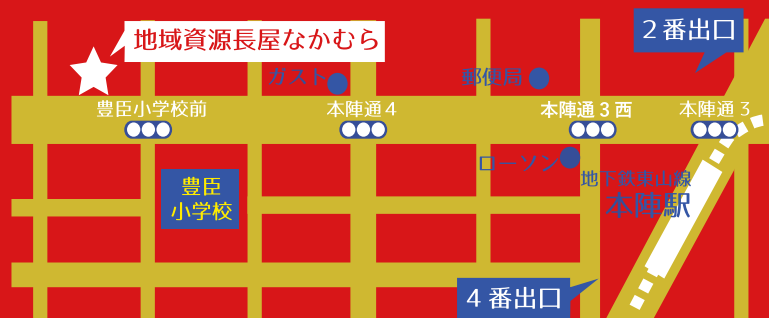 ２番出口
地域資源長屋なかむら
ガスト
郵便局
豊臣小学校前
本陣通４
本陣通３西
本陣通３
ローソン
地下鉄東山線
本陣駅
豊臣
小学校
４番出口